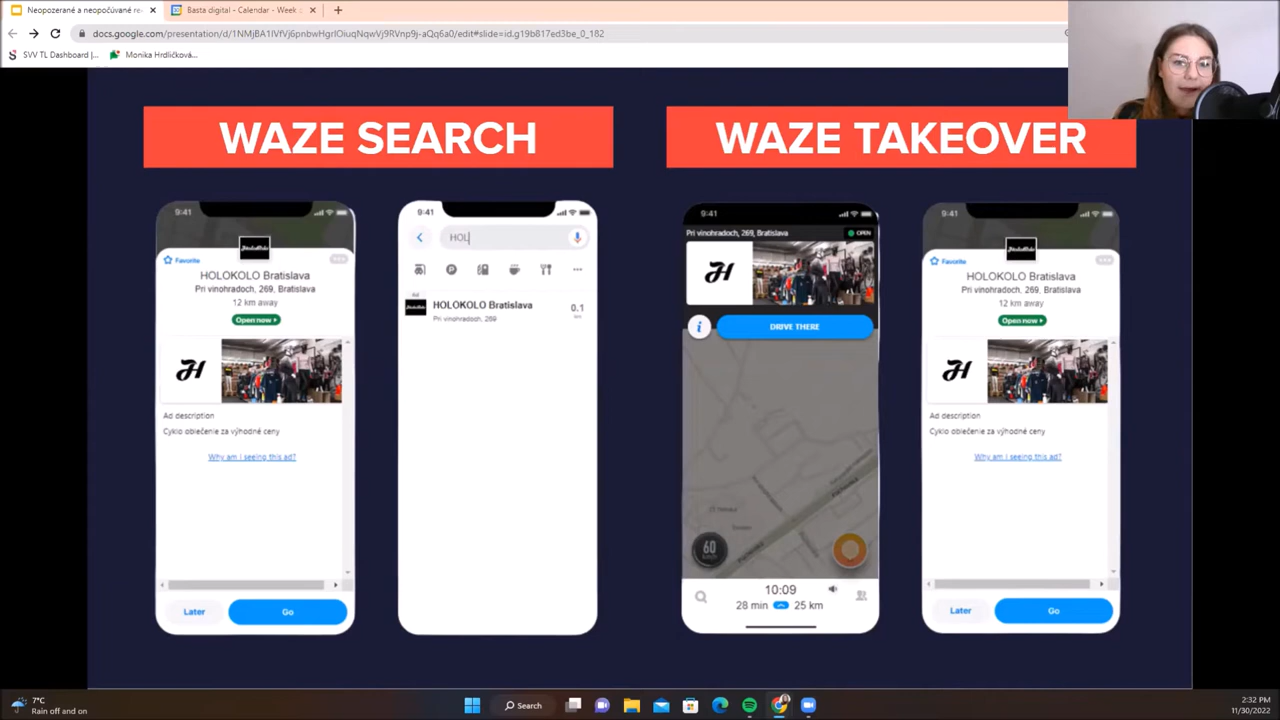 Neopozerané a neopočúvané re
Basta digital - Calendar - Week
docs.google.com/presentation/d/1NMjBA1IVfVj6pnbwHgrIOiuqNqwVj9RVnp9j-aQq6a0/edit#slide=id.g19b817ed3be_0_182
SVV TL Dashboard |...
Monika Hrdličková...
WAZE SEARCH
WAZE TAKEOVER
9:41
Favorite
HOLOKOLO Bratislava
Pri vinohradoch, 269, Bratislava
12 km away
Open now
H
Ad description
Cyklo oblečenie za výhodné ceny
Why am i seeing this ad?
Later
Go
9:41
HOL
Ad
HOLOKOLO Bratislava
Pri vinohradoch, 269
0.1
km
9:41
Pri vinohradoch, 269, Bratislava
OPEN
H
i
DRIVE THERE
60
km/h
10:09
28 min
25 km
9:41
Favorite
HOLOKOLO Bratislava
Pri vinohradoch, 269, Bratislava
12 km away
Open now
H
Ad description
Cyklo oblečenie za výhodné ceny
Why am i seeing this ad?
Later
Go
7°C
Rain off and on
Search
2:32 PM
11/30/2022